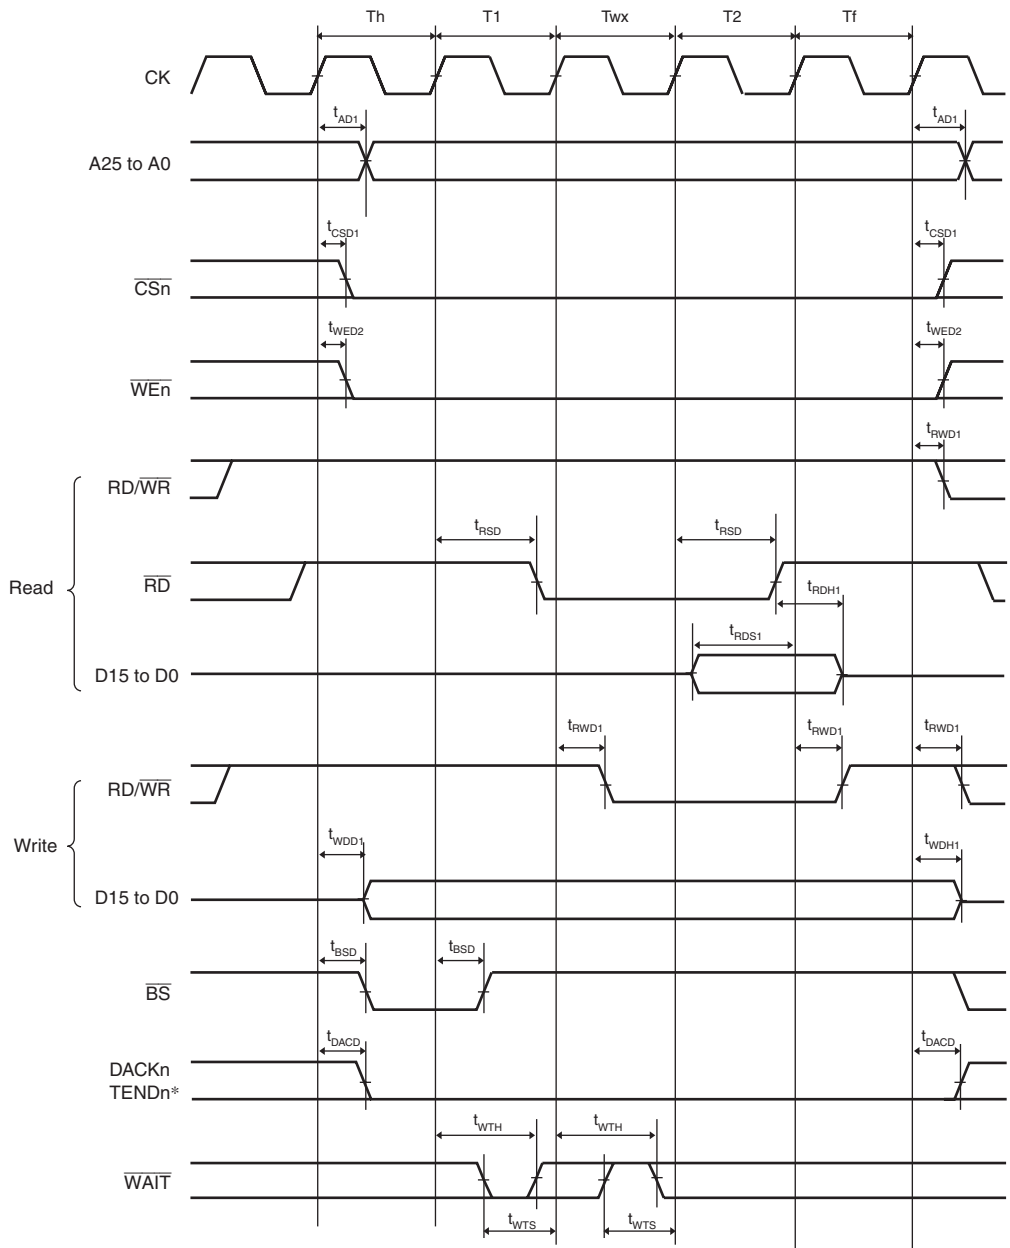 Th T1 Twx T2 Tf
CK
tAD1 tAD1
A25 to A0
tCSD1 tCSD1
CSn
tWED2 tWED2
WEn
tRWD1
RD/WR
tRSD tRSD
Read RD
tRDH1
tRDS1
D15 to D0
tRWD1 tRWD1 tRWD1
RD/WR
Write
tWDD1 tWDH1
D15 to D0
tBSD tBSD
BS
tDACD tDACD
DACKn
TENDn*
tWTH tWTH
WAIT
tWTS tWTS